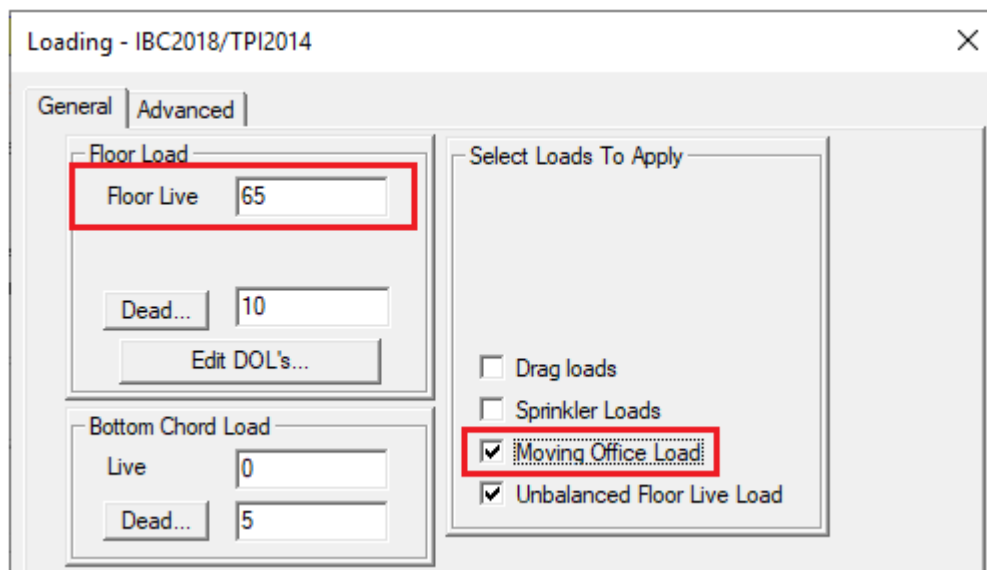 Loading - IBC2018/TPI2014
General
Advanced
Floor Load
Floor Live
65
Dead...
10
Edit DOL's...
Bottom Chord Load
Live
0
Dead...
5
Select Loads To Apply
Drag loads
Sprinkler Loads
Moving Office Load
Unbalanced Floor Live Load